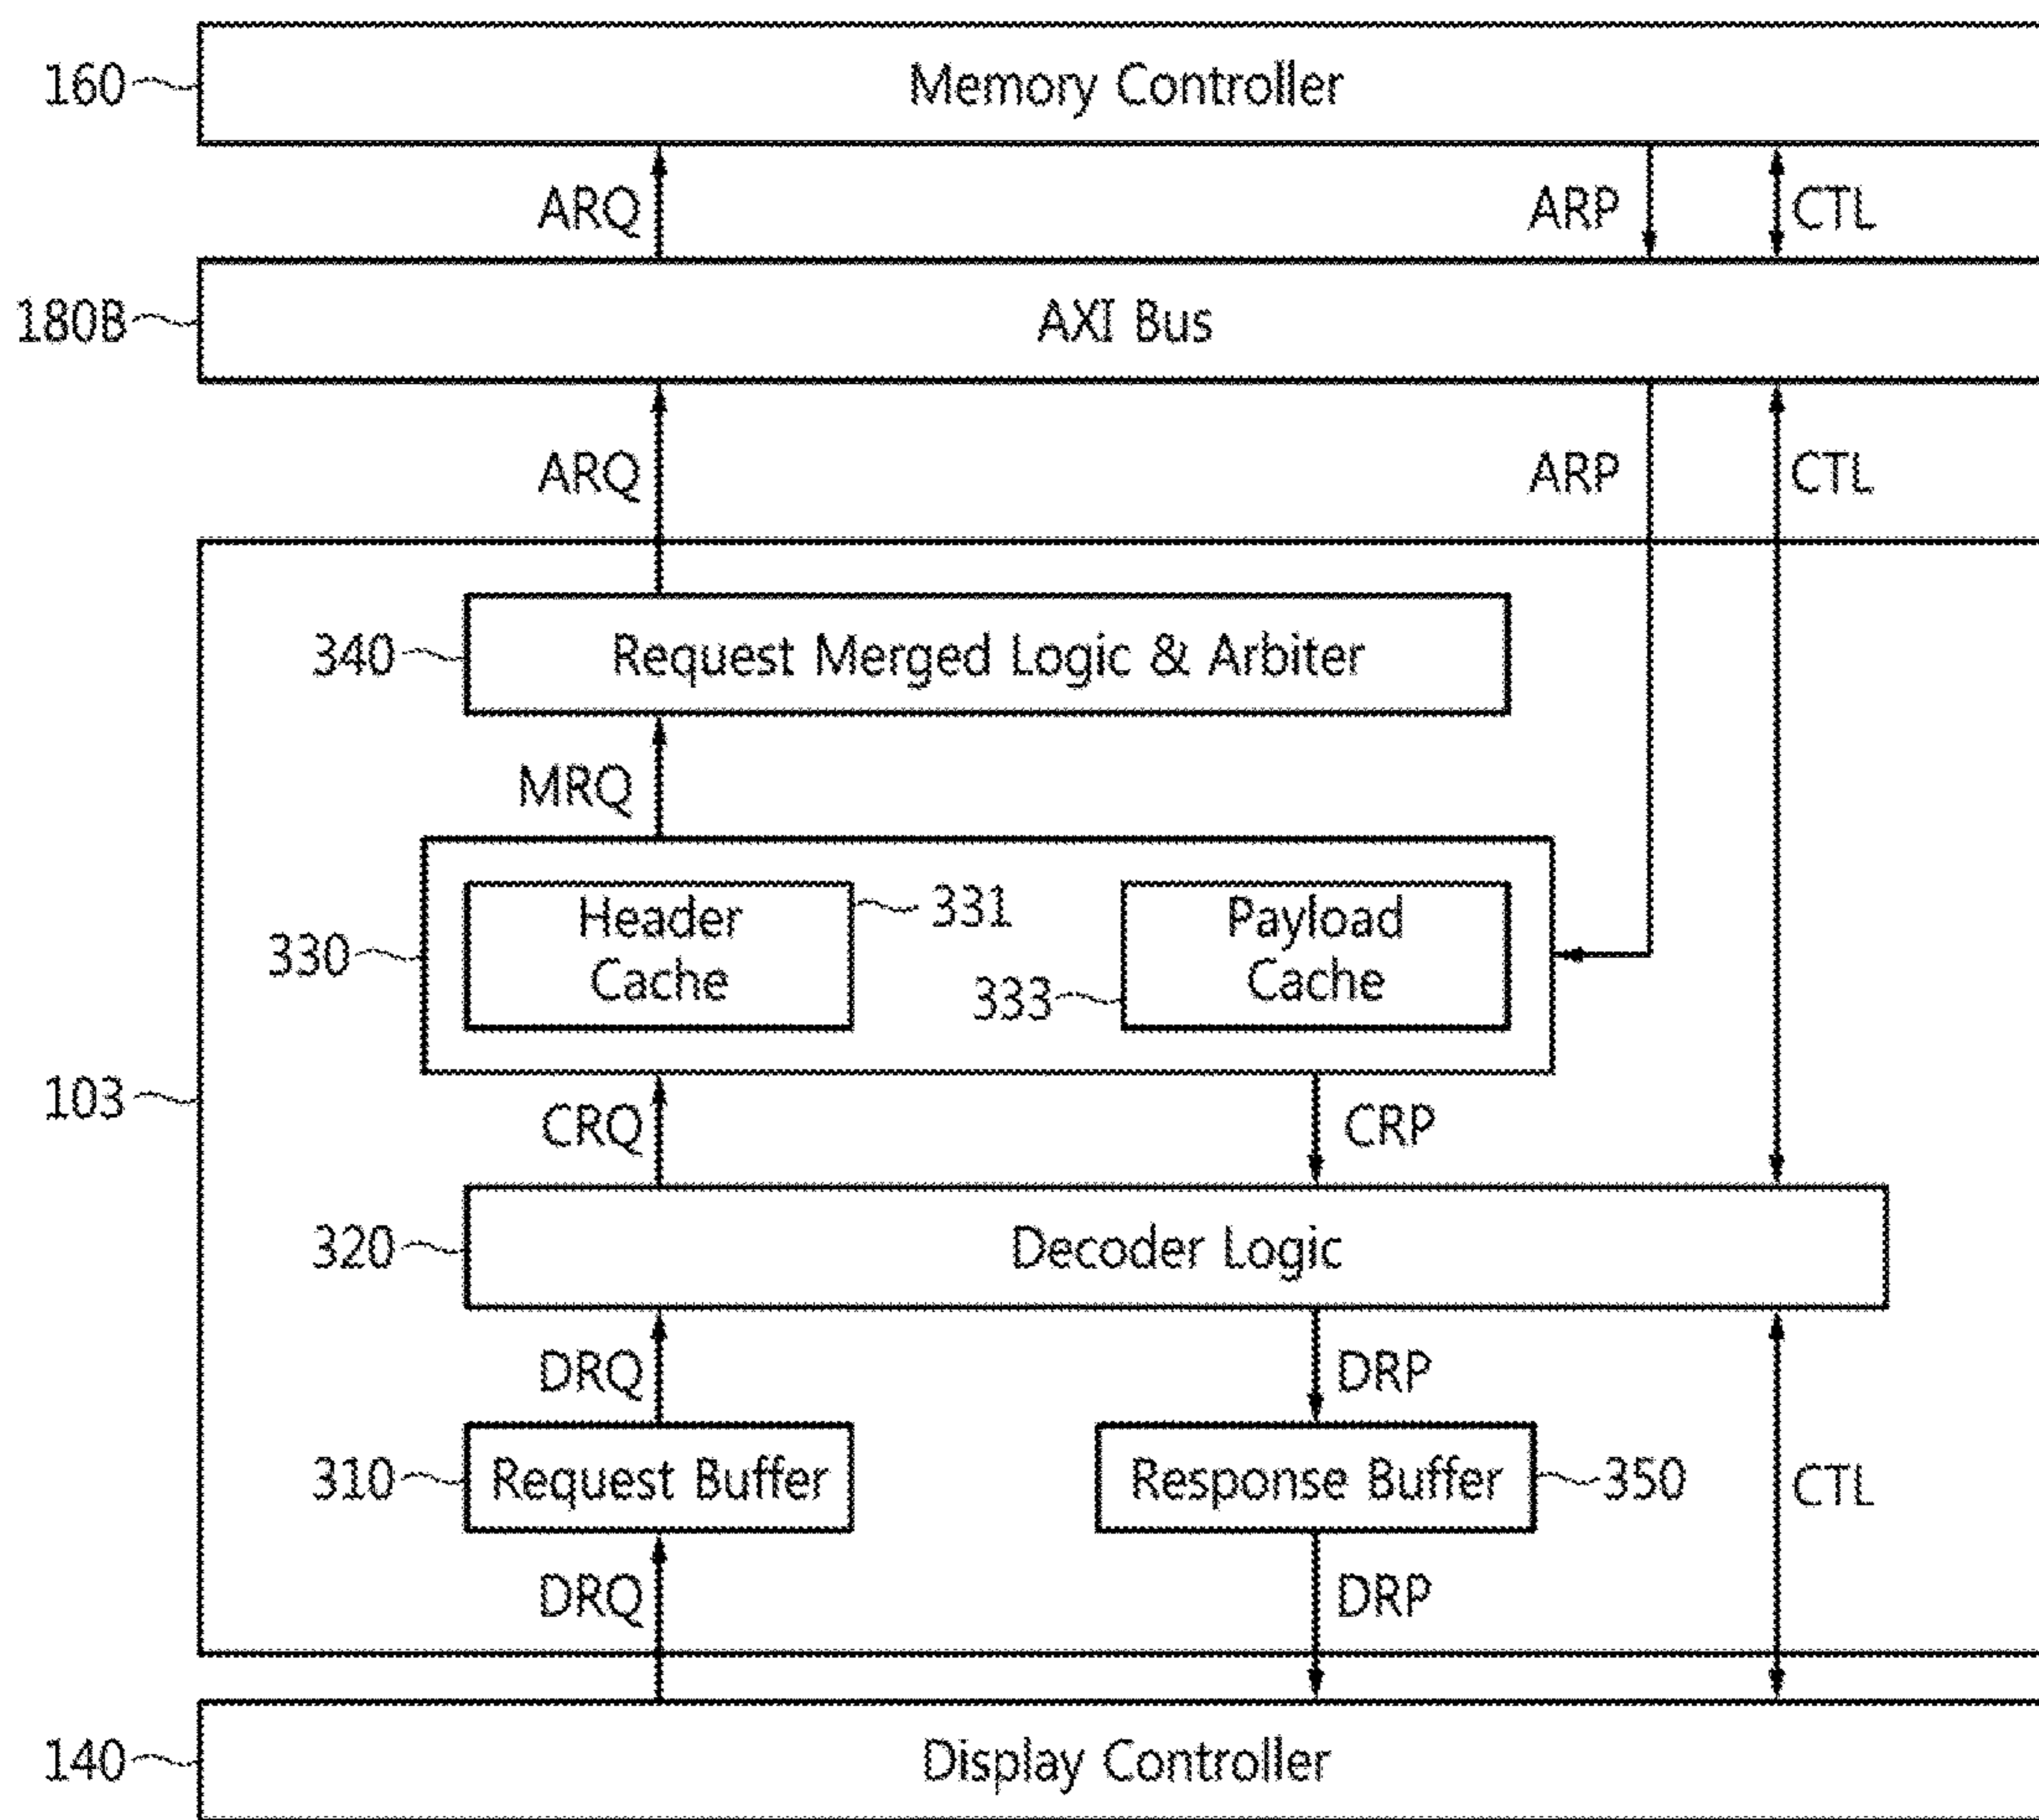 160
Memory Controller
ARQ
ARP
CTL
180B
AXI Bus
ARQ
ARP
CTL
340
Request Merged Logic & Arbiter
MRQ
330
Header
Cache
331
333
Payload
Cache
103
CRQ
CRP
320
Decoder Logic
DRQ
DRP
310
Request Buffer
Response Buffer
350
CTL
DRQ
DRP
140
Display Controller